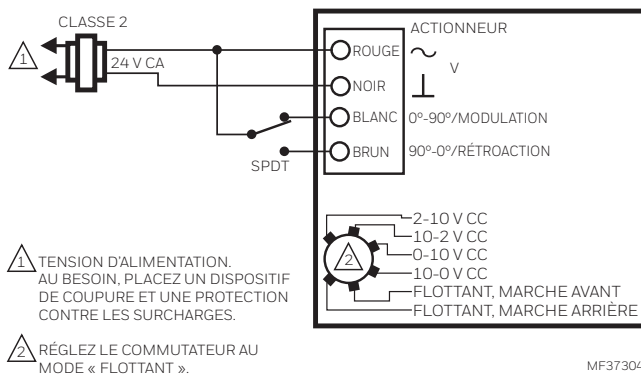 CLASSE 2
1
24 V CA
ACTIONNEUR
ROUGE
V
NOIR
BLANC 0º-90º/MODULATION
BRUN 90º-0º/RÉTROACTION
SPDT
2
2-10 V CC
10-2 V CC
0-10 V CC
10-0 V CC
FLOTTANT, MARCHE AVANT
FLOTTANT, MARCHE ARRIÈRE
1 TENSION D'ALIMENTATION.
AU BESOIN, PLACEZ UN DISPOSITIF
DE COUPURE ET UNE PROTECTION
CONTRE LES SURCHARGES.
2 RÉGLEZ LE COMMUTATEUR AU
MODE « FLOTTANT ».
MF37304